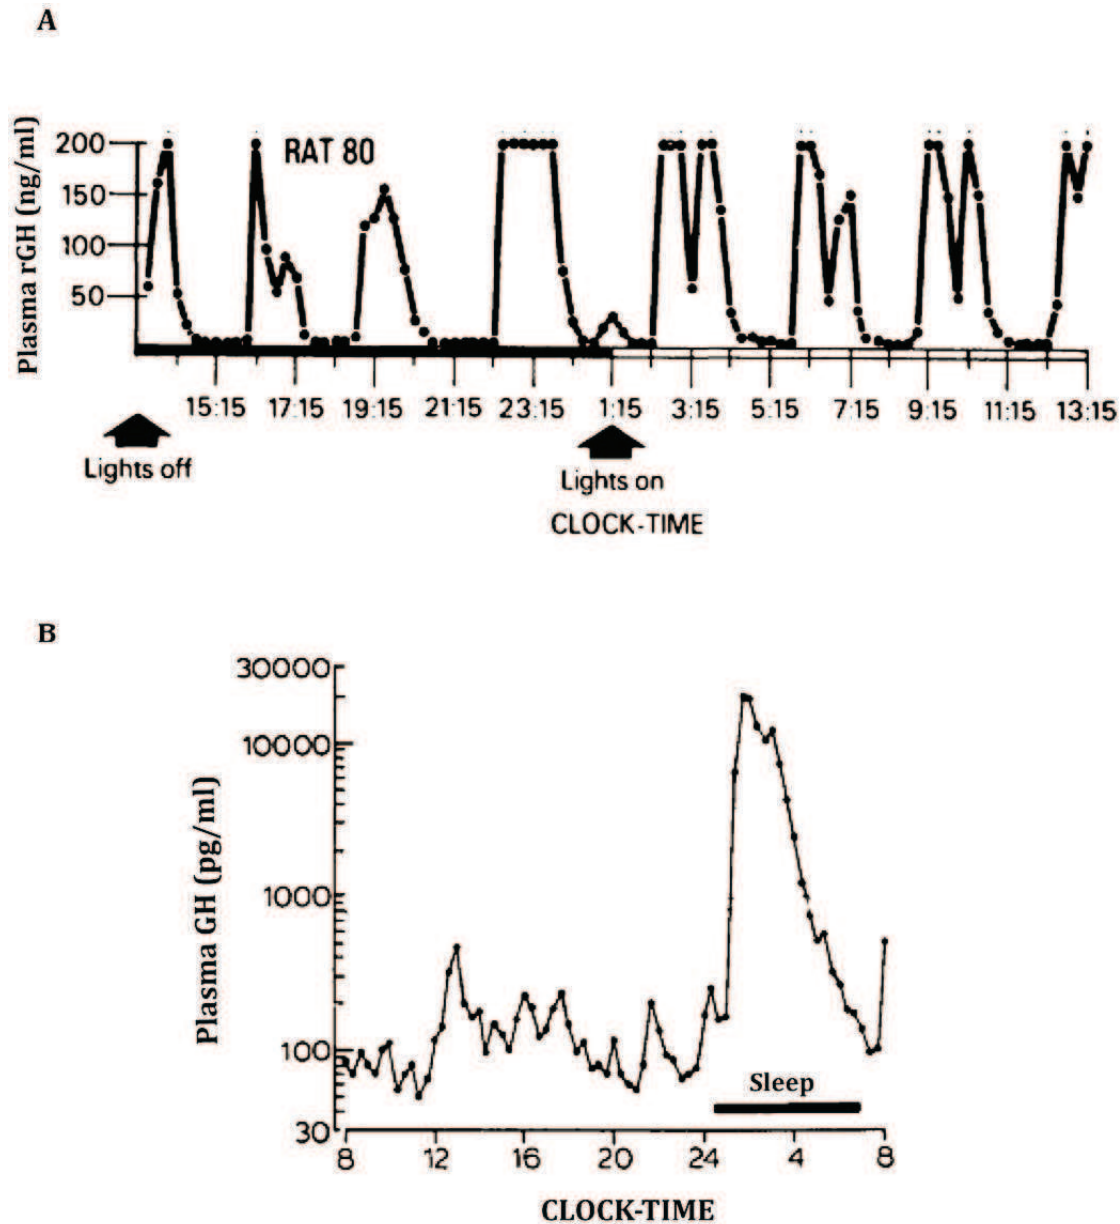 A
Plasma rGH (ng/ml)
200
150
100
50
RAT 80
15:15 17:15 19:15 21:15 23:15 1:15 3:15 5:15 7:15 9:15 11:15 13:15
Lights off
Lights on
CLOCK-TIME
B
Plasma GH (pg/ml)
30000
10000
1000
100
30
Sleep
8 12 16 20 24 4 8
CLOCK-TIME